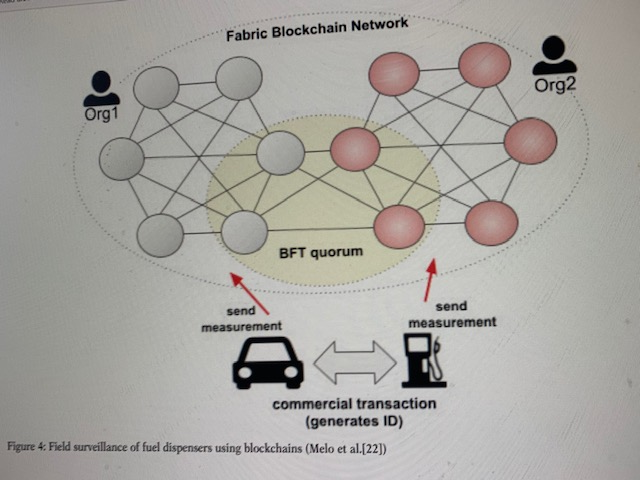 Fabric Blockchain Network
Org1
Org2
BFT quorum
send
measurement
send
measurement
commercial transaction
(generates ID)
Figure 4: Field surveillance of fuel dispensers using blockchains (Melo et al.[22])